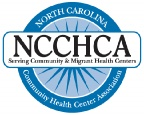 NORTH CAROLINA
NCCHCA
Serving Community & Migrant Health Centers
Community Health Center Association